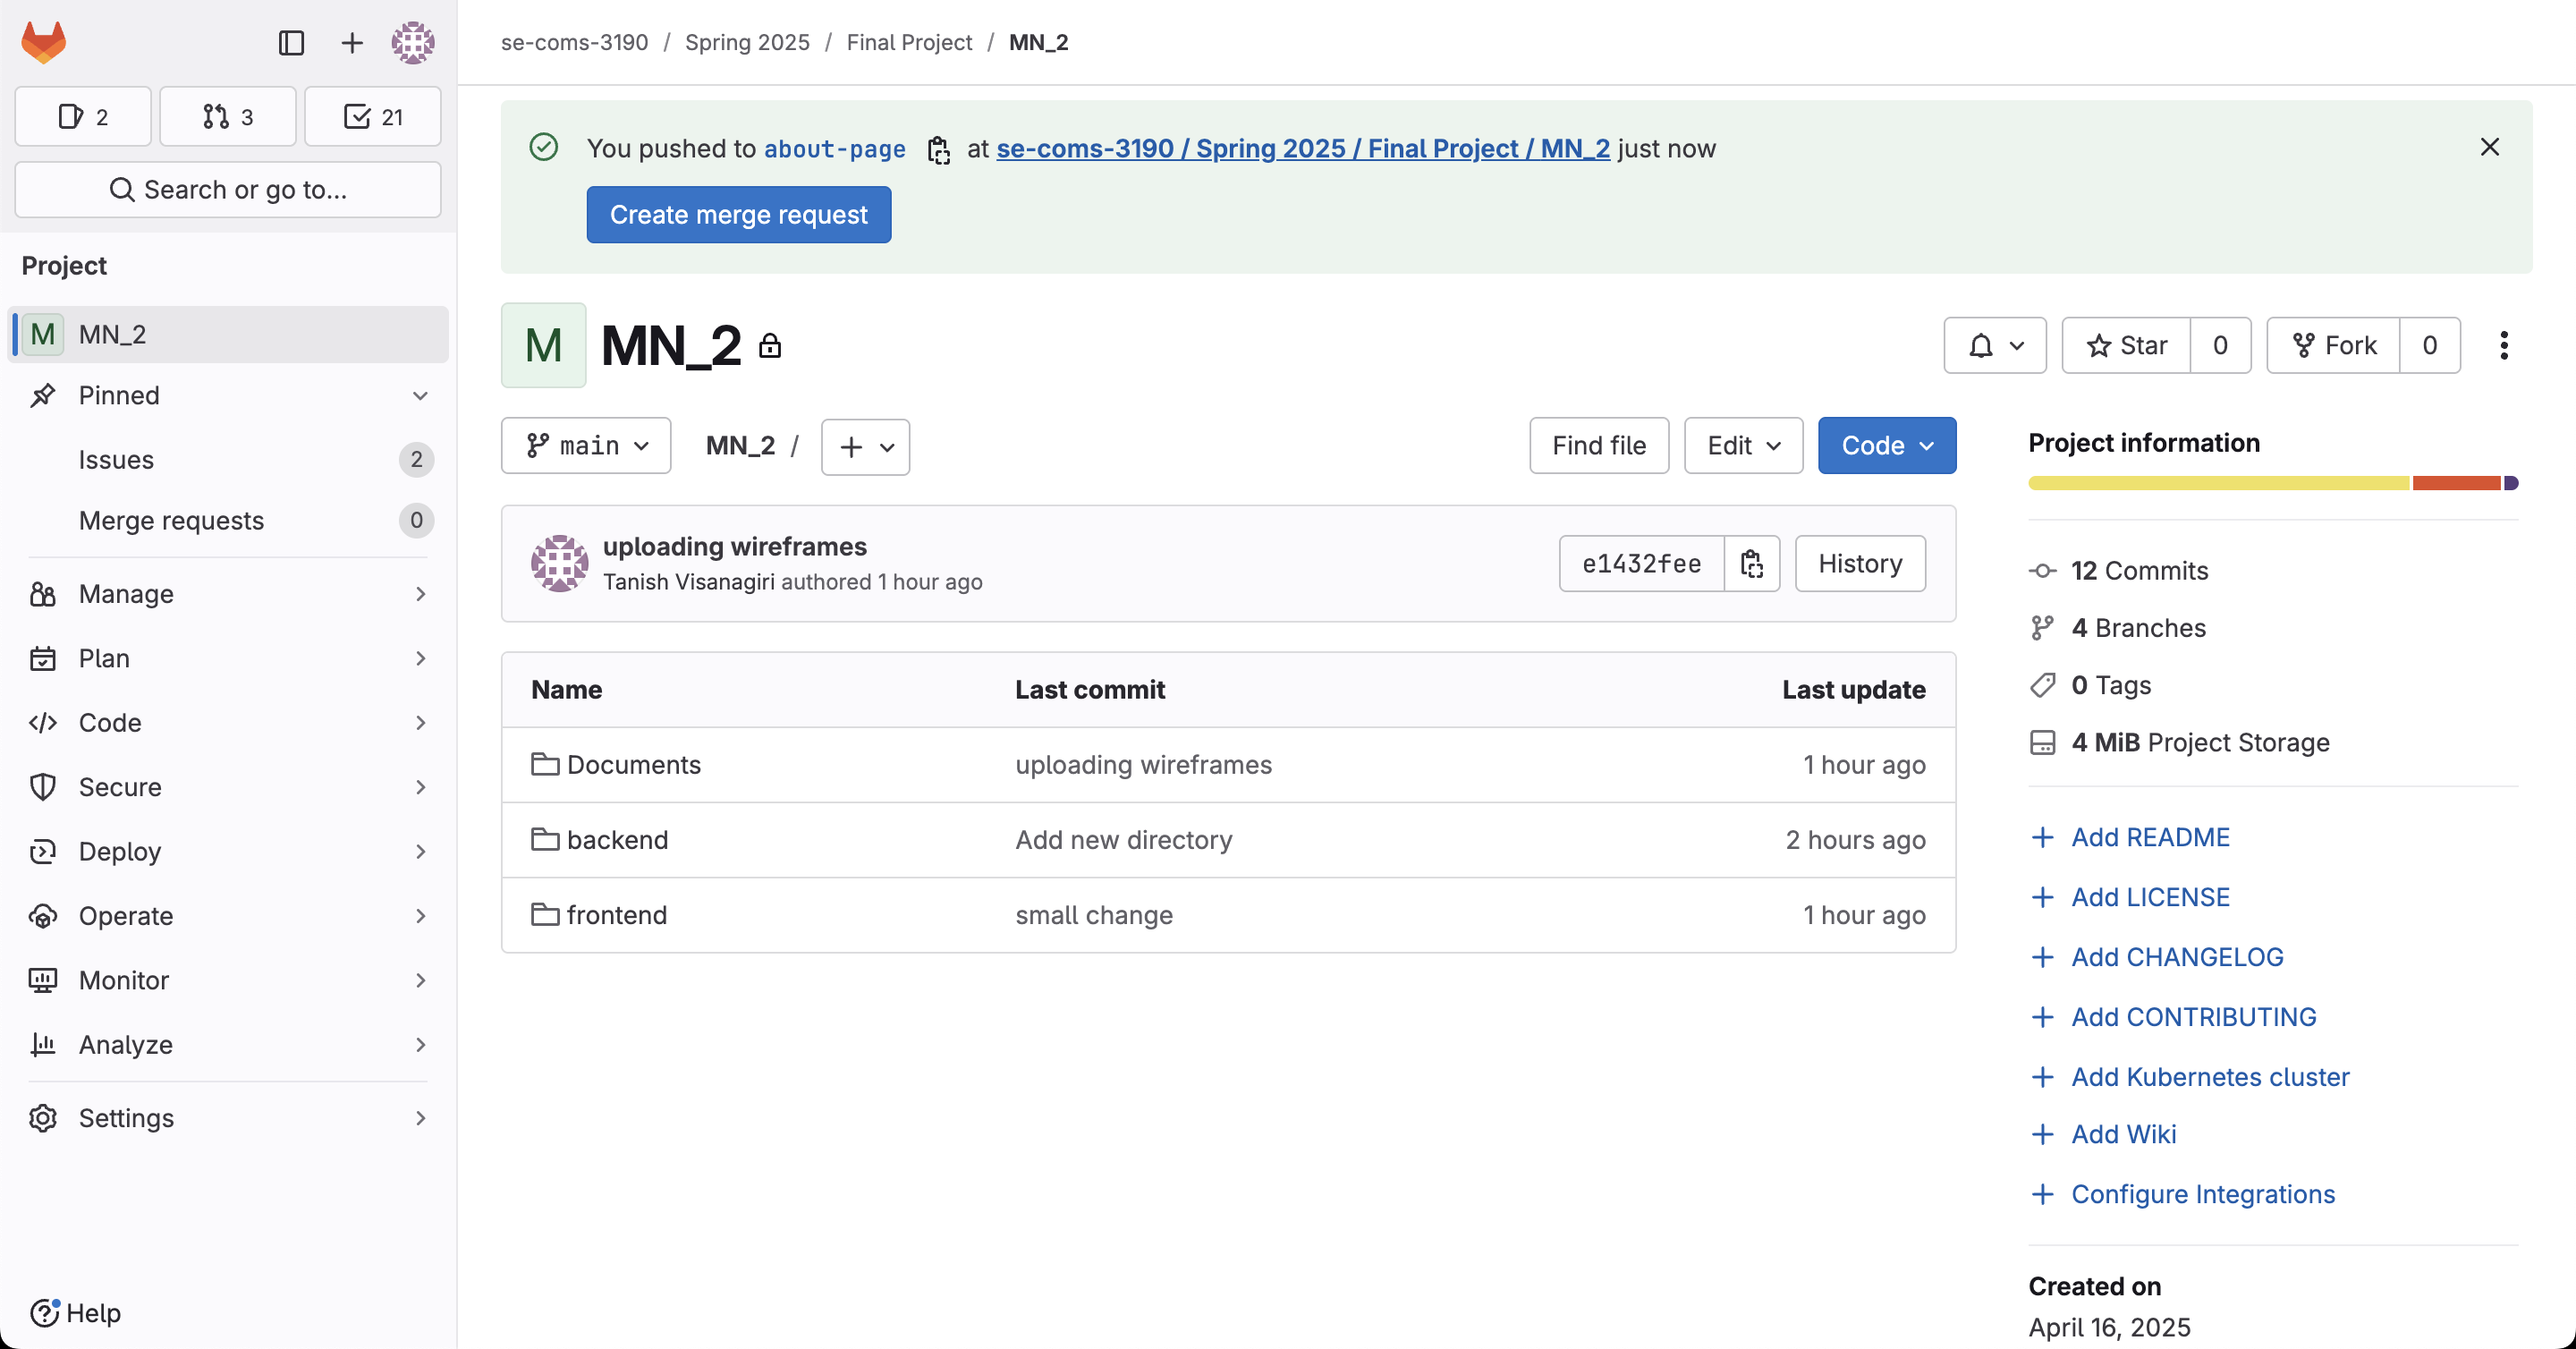 2
3
21
Search or go to...
Project
M MN_2
Pinned
Issues 2
Merge requests 0
Manage
Plan
Code
Secure
Deploy
Operate
Monitor
Analyze
Settings
Help
se-coms-3190 / Spring 2025 / Final Project / MN_2
You pushed to about-page at se-coms-3190 / Spring 2025 / Final Project / MN_2 just now
Create merge request
M MN_2
Star 0
Fork 0
main
MN_2 /
Find file
Edit
Code
uploading wireframes
Tanish Visanagiri authored 1 hour ago
e1432fee
History
Name Last commit Last update
Documents uploading wireframes 1 hour ago
backend Add new directory 2 hours ago
frontend small change 1 hour ago
Project information
12 Commits
4 Branches
0 Tags
4 MiB Project Storage
Add README
Add LICENSE
Add CHANGELOG
Add CONTRIBUTING
Add Kubernetes cluster
Add Wiki
Configure Integrations
Created on
April 16, 2025